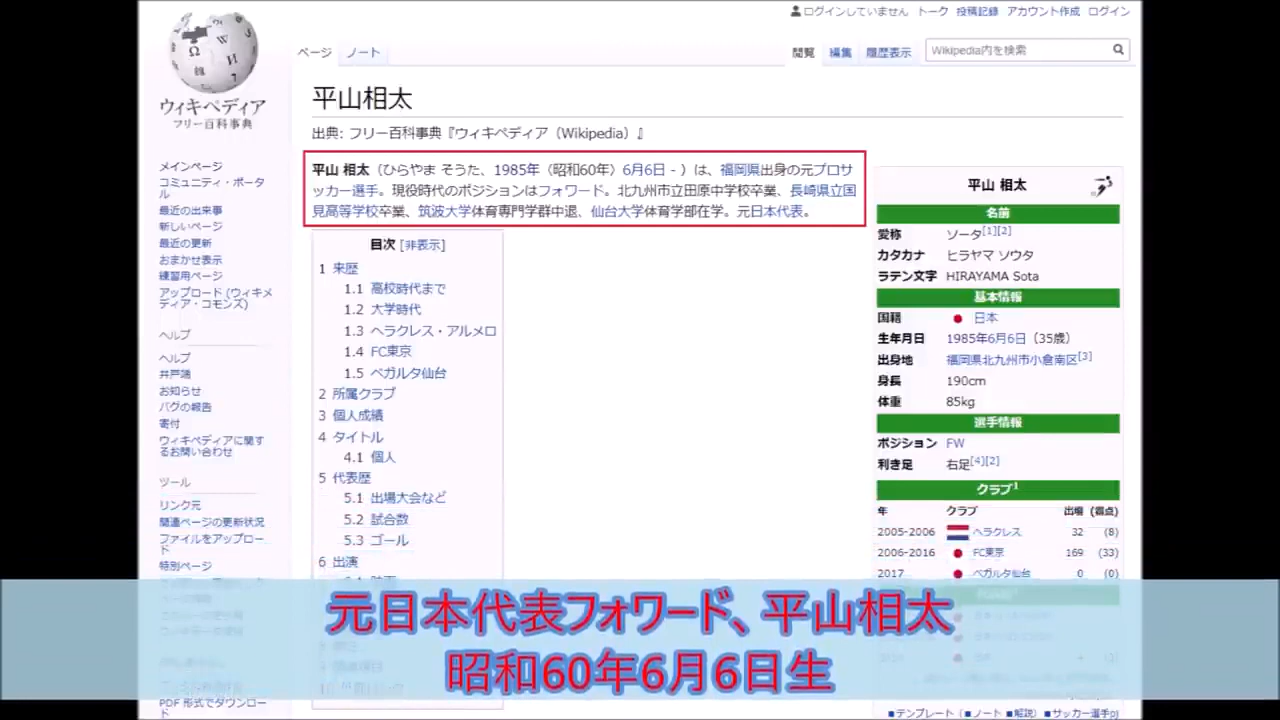 ログインしていません トーク 投稿記録 アカウント作成 ログイン
ページ ノート 閲覧 編集 履歴表示 Wikipedia内を検索
ウィキペディア
フリー百科事典
メインページ
コミュニティ・ポータ
ル
最近の出来事
新しいページ
最近の更新
おまかせ表示
練習用ページ
アップロード (ウィキメ
ディア・コモンズ)
ヘルプ
ヘルプ
井戸端
お知らせ
バグの報告
寄付
ウィキペディアに関す
るお問い合わせ
ツール
リンク元
関連ページの更新状況
ファイルをアップロー
ド
特別ページ
PDF 形式でダウンロー
ド
平山相太
出典: フリー百科事典『ウィキペディア（Wikipedia）』
平山 相太（ひらやま そうた、1985年（昭和60年）6月6日 - ）は、福岡県出身の元プロサ
ッカー選手。現役時代のポジションはフォワード。北九州市立田原中学校卒業、長崎県立国
見高等学校卒業、筑波大学体育専門学群中退、仙台大学体育学部在学。元日本代表。
目次 [非表示]
1 来歴
1.1 高校時代まで
1.2 大学時代
1.3 ヘラクレス・アルメロ
1.4 FC東京
1.5 ベガルタ仙台
2 所属クラブ
3 個人成績
4 タイトル
4.1 個人
5 代表歴
5.1 出場大会など
5.2 試合数
5.3 ゴール
6 出演
平山 相太
名前
愛称 ソータ[1][2]
カタカナ ヒラヤマ ソウタ
ラテン文字 HIRAYAMA Sota
基本情報
国籍 日本
生年月日 1985年6月6日（35歳）
出身地 福岡県北九州市小倉南区[3]
身長 190cm
体重 85kg
選手情報
ポジション FW
利き足 右足[4][2]
クラブ1
年 クラブ 出場 (得点)
2005-2006 ヘラクレス 32 (8)
2006-2016 FC東京 169 (33)
2017 ベガルタ仙台 0 (0)
■テンプレート（■ノート ■解説）■サッカー選手pj
元日本代表フォワード、平山相太
昭和60年6月6日生